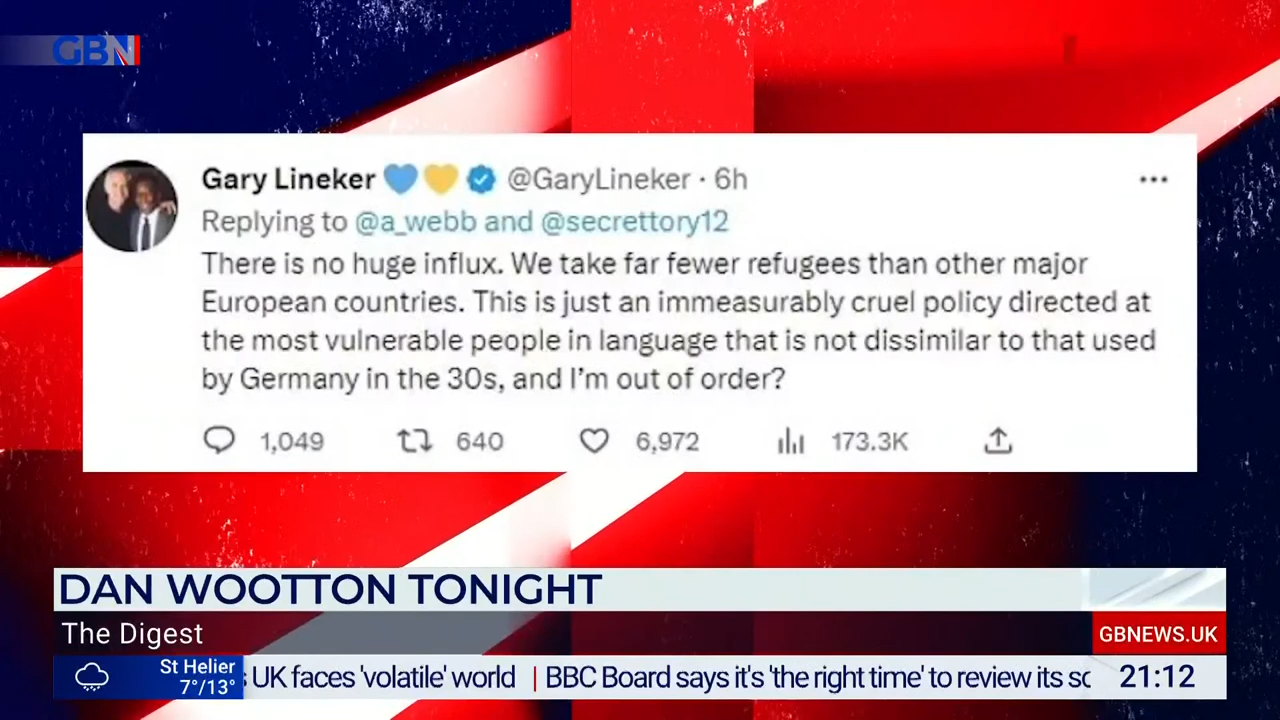 GBN
Gary Lineker 💙💛 @GaryLineker · 6h
Replying to @a_webb and @secrettory12
There is no huge influx. We take far fewer refugees than other major
European countries. This is just an immeasurably cruel policy directed at
the most vulnerable people in language that is not dissimilar to that used
by Germany in the 30s, and I'm out of order?
1,049 640 6,972 173.3K
DAN WOOTTON TONIGHT
The Digest
GBNEWS.UK
St Helier
7°/13°
UK faces 'volatile' world | BBC Board says it's 'the right time' to review its
21:12